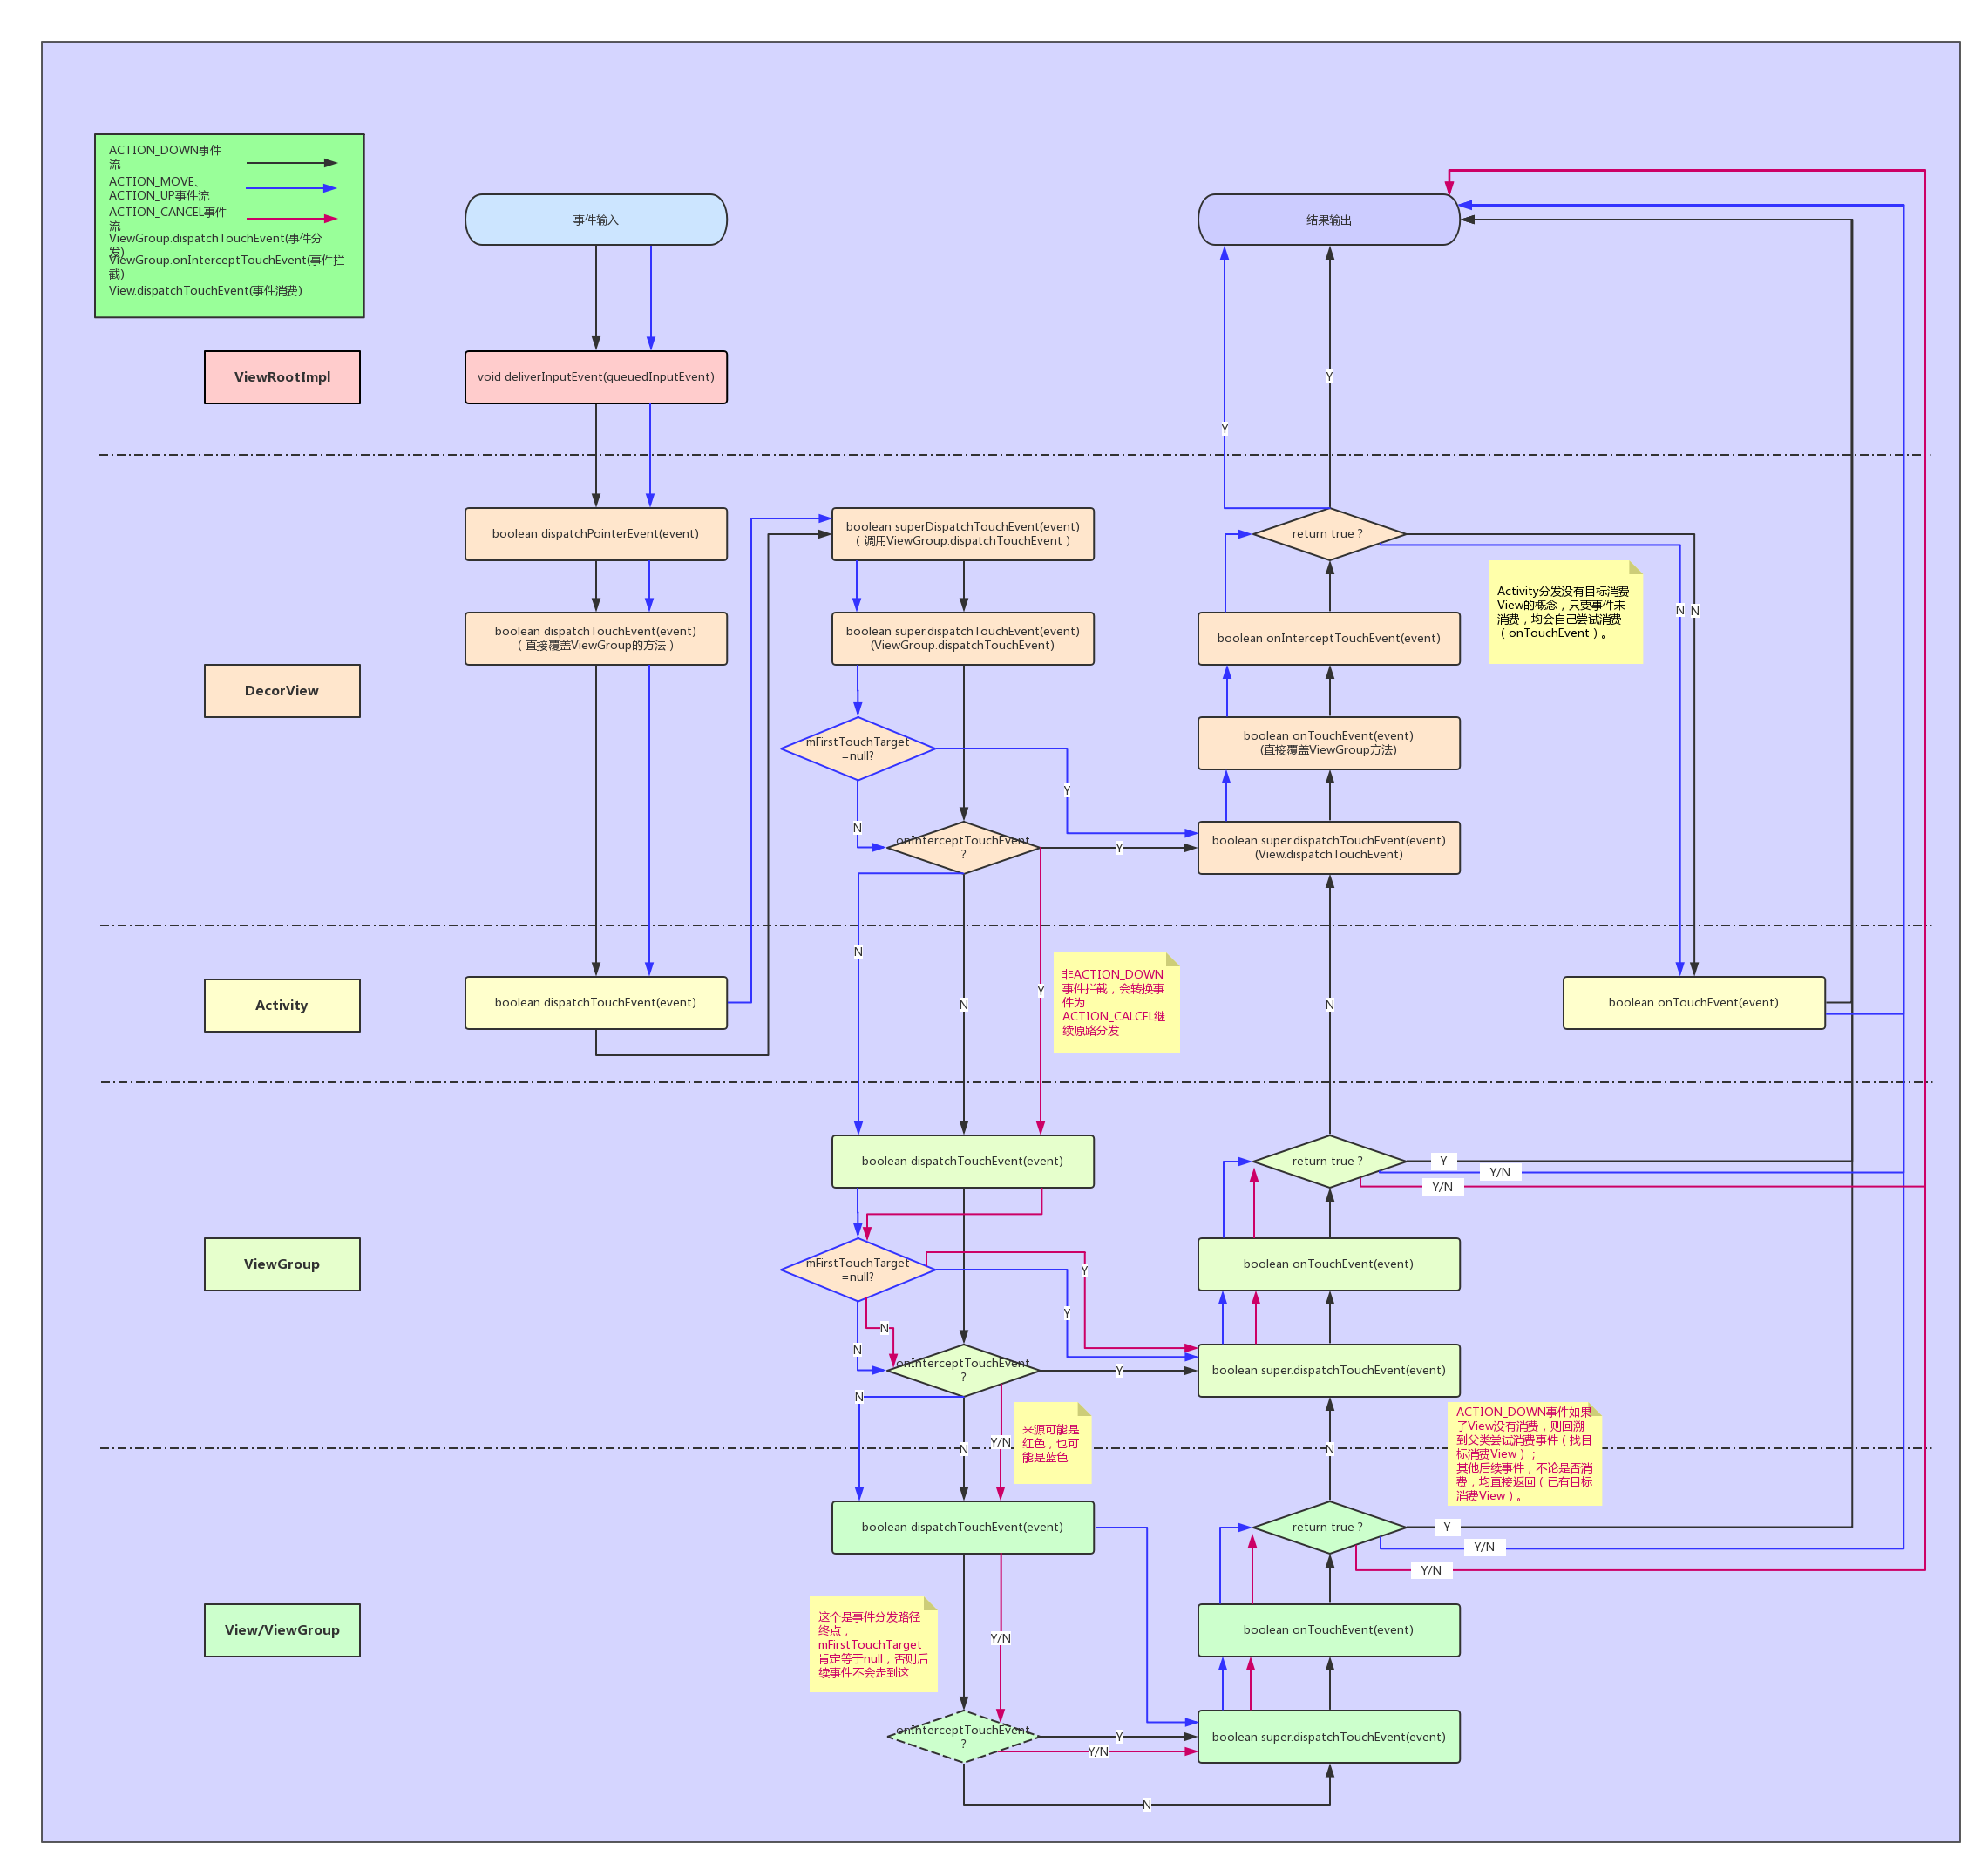 ACTION_DOWN事件
流
ACTION_MOVE、
ACTION_UP事件流
ACTION_CANCEL事件
流
ViewGroup.dispatchTouchEvent(事件分
发)
ViewGroup.onInterceptTouchEvent(事件拦
截)
View.dispatchTouchEvent(事件消费)
事件输入
结果输出
ViewRootImpl
void deliverInputEvent(queuedInputEvent)
Y
Y
boolean dispatchPointerEvent(event)
boolean superDispatchTouchEvent(event)
（调用ViewGroup.dispatchTouchEvent）
return true ?
Activity分发没有目标消费
View的概念，只要事件未
消费，均会自己尝试消费
（onTouchEvent）。
N
N
boolean dispatchTouchEvent(event)
（直接覆盖ViewGroup的方法）
boolean super.dispatchTouchEvent(event)
(ViewGroup.dispatchTouchEvent)
boolean onInterceptTouchEvent(event)
DecorView
mFirstTouchTarget
=null?
boolean onTouchEvent(event)
(直接覆盖ViewGroup方法)
Y
N
onInterceptTouchEvent
?
Y
boolean super.dispatchTouchEvent(event)
(View.dispatchTouchEvent)
N
N
Y
非ACTION_DOWN
事件拦截，会转换事
件为
ACTION_CALCEL继
续原路分发
N
Activity
boolean dispatchTouchEvent(event)
boolean onTouchEvent(event)
boolean dispatchTouchEvent(event)
return true ?
Y
Y/N
Y/N
ViewGroup
mFirstTouchTarget
=null?
Y
boolean onTouchEvent(event)
Y
N
N
onInterceptTouchEvent
?
Y
boolean super.dispatchTouchEvent(event)
N
N
Y/N
来源可能是
红色，也可
能是蓝色
N
ACTION_DOWN事件如果
子View没有消费，则回溯
到父类尝试消费事件（找目
标消费View）；
其他后续事件，不论是否消
费，均直接返回（已有目标
消费View）。
boolean dispatchTouchEvent(event)
return true ?
Y
Y/N
Y/N
View/ViewGroup
这个是事件分发路径
终点，
mFirstTouchTarget
肯定等于null，否则后
续事件不会走到这
Y/N
boolean onTouchEvent(event)
onInterceptTouchEvent
?
Y
Y/N
boolean super.dispatchTouchEvent(event)
N